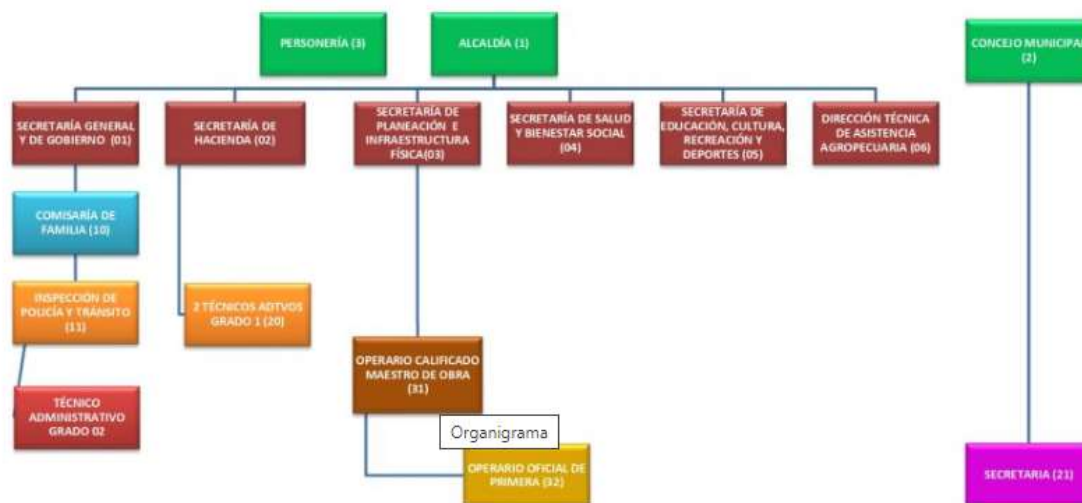 PERSONERÍA (3)
ALCALDÍA (1)
CONCEJO MUNICIPAL
(2)
SECRETARÍA GENERAL
Y DE GOBIERNO (01)
SECRETARÍA DE
HACIENDA (02)
SECRETARÍA DE
PLANEACIÓN E
INFRAESTRUCTURA
FÍSICA(03)
SECRETARÍA DE SALUD
Y BIENESTAR SOCIAL
(04)
SECRETARÍA DE
EDUCACIÓN, CULTURA,
RECREACIÓN Y
DEPORTES (05)
DIRECCIÓN TÉCNICA
DE ASISTENCIA
AGROPECUARIA (06)
COMISARÍA DE
FAMILIA (10)
INSPECCIÓN DE
POLICÍA Y TRÁNSITO
(11)
2 TÉCNICOS ADTVOS
GRADO 1 (20)
OPERARIO CALIFICADO
MAESTRO DE OBRA
(31)
TÉCNICO
ADMINISTRATIVO
GRADO 02
Organigrama
OPERARIO OFICIAL DE
PRIMERA (32)
SECRETARIA (21)